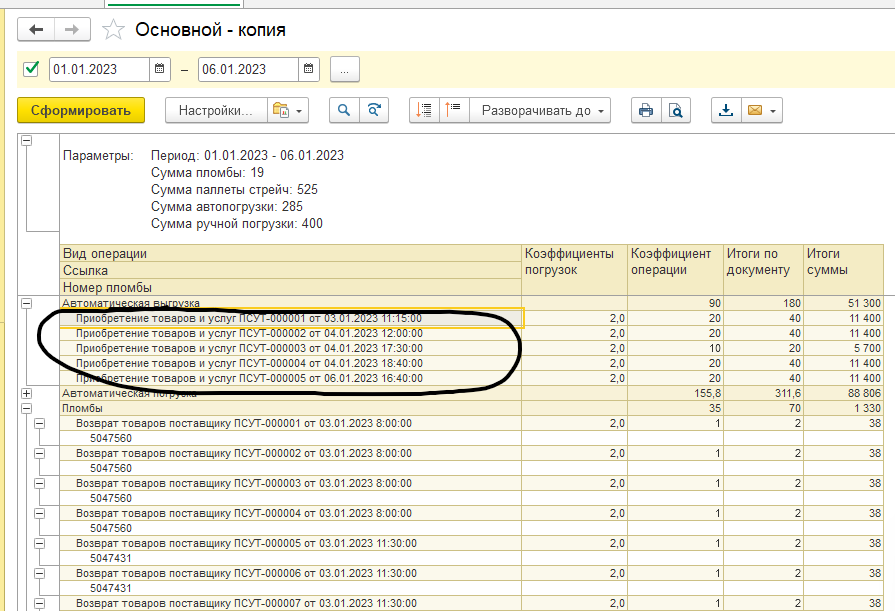 Основной - копия
01.01.2023 – 06.01.2023 ...
Сформировать Настройки... Разворачивать до
Параметры: Период: 01.01.2023 - 06.01.2023
Сумма пломбы: 19
Сумма паллеты стрейч: 525
Сумма автопогрузки: 285
Сумма ручной погрузки: 400
Вид операции Коэффициенты погрузок Коэффициент операции Итоги по документу Итоги суммы
Ссылка
Номер пломбы
Автоматическая выгрузка 90 180 51 300
Приобретение товаров и услуг ПСУТ-000001 от 03.01.2023 11:15:00 2,0 20 40 11 400
Приобретение товаров и услуг ПСУТ-000002 от 04.01.2023 12:00:00 2,0 20 40 11 400
Приобретение товаров и услуг ПСУТ-000003 от 04.01.2023 17:30:00 2,0 10 20 5 700
Приобретение товаров и услуг ПСУТ-000004 от 04.01.2023 18:40:00 2,0 20 40 11 400
Приобретение товаров и услуг ПСУТ-000005 от 06.01.2023 16:40:00 2,0 20 40 11 400
Автоматическая погрузка 155,8 311,6 88 806
Пломбы 35 70 1 330
Возврат товаров поставщику ПСУТ-000001 от 03.01.2023 8:00:00 2,0 1 2 38
5047560
Возврат товаров поставщику ПСУТ-000002 от 03.01.2023 8:00:00 2,0 1 2 38
5047560
Возврат товаров поставщику ПСУТ-000003 от 03.01.2023 8:00:00 2,0 1 2 38
5047560
Возврат товаров поставщику ПСУТ-000004 от 03.01.2023 8:00:00 2,0 1 2 38
5047560
Возврат товаров поставщику ПСУТ-000005 от 03.01.2023 11:30:00 2,0 1 2 38
5047431
Возврат товаров поставщику ПСУТ-000006 от 03.01.2023 11:30:00 2,0 1 2 38
5047431
Возврат товаров поставщику ПСУТ-000007 от 03.01.2023 11:30:00 2,0 1 2 38